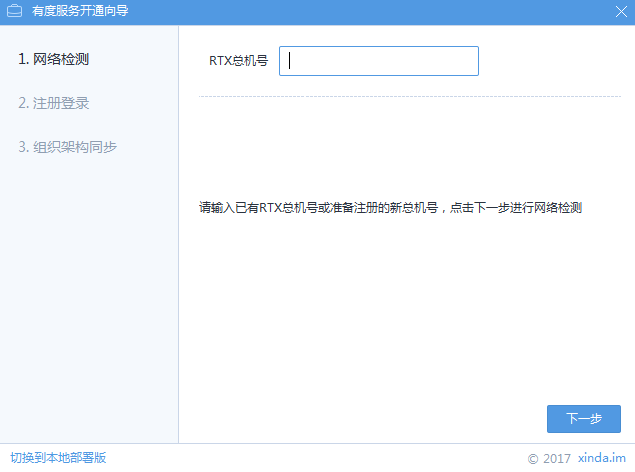 有度服务开通向导
1. 网络检测
2. 注册登录
3. 组织架构同步
RTX总机号
请输入已有RTX总机号或准备注册的新总机号，点击下一步进行网络检测
下一步
切换到本地部署版
© 2017 xinda.im